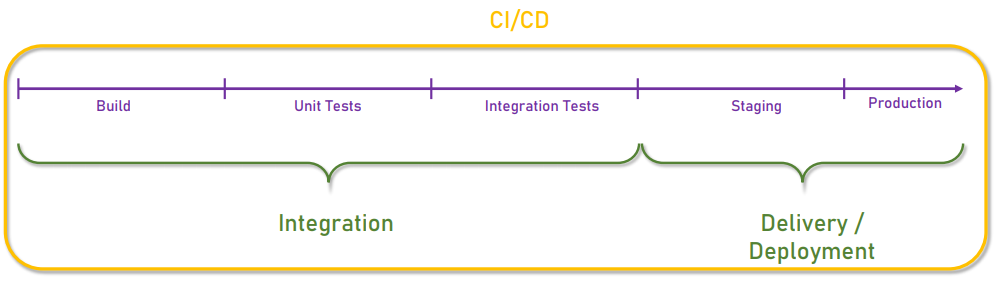 CI/CD
Build
Unit Tests
Integration Tests
Staging
Production
Integration
Delivery /
Deployment